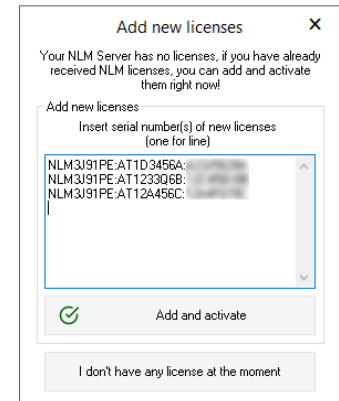 Add new licenses
Your NLM Server has no licenses, if you have already
received NLM licenses, you can add and activate
them right now!
Add new licenses
Insert serial number(s) of new licenses
(one for line)
NLM3J91PE:AT1D3456A:
NLM3J91PE:AT1233Q6B:
NLM3J91PE:AT12A456C:
Add and activate
I don't have any license at the moment